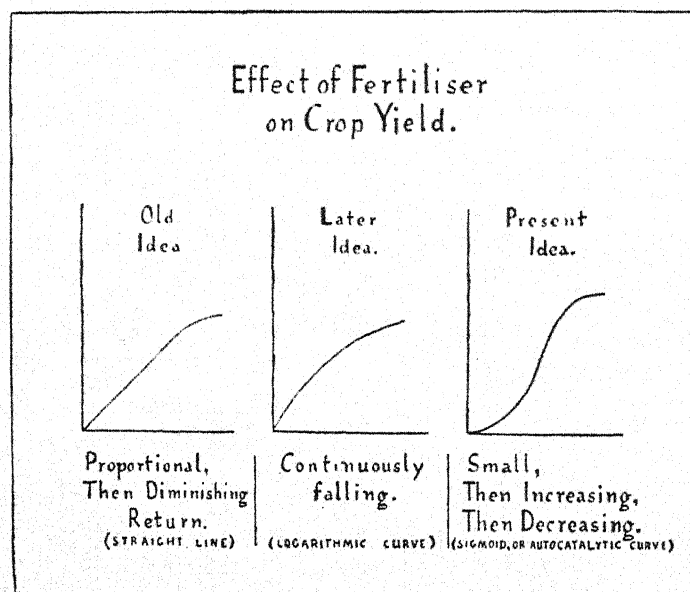 Effect of Fertiliser
on Crop Yield.
Old
Idea
Later
Idea.
Present
Idea.
Proportional,
Then Diminishing
Return.
(STRAIGHT LINE)
Continuously
falling.
(LOGARITHMIC CURVE)
Small,
Then Increasing,
Then Decreasing.
(SIGMOID, OR AUTOCATALYTIC CURVE)